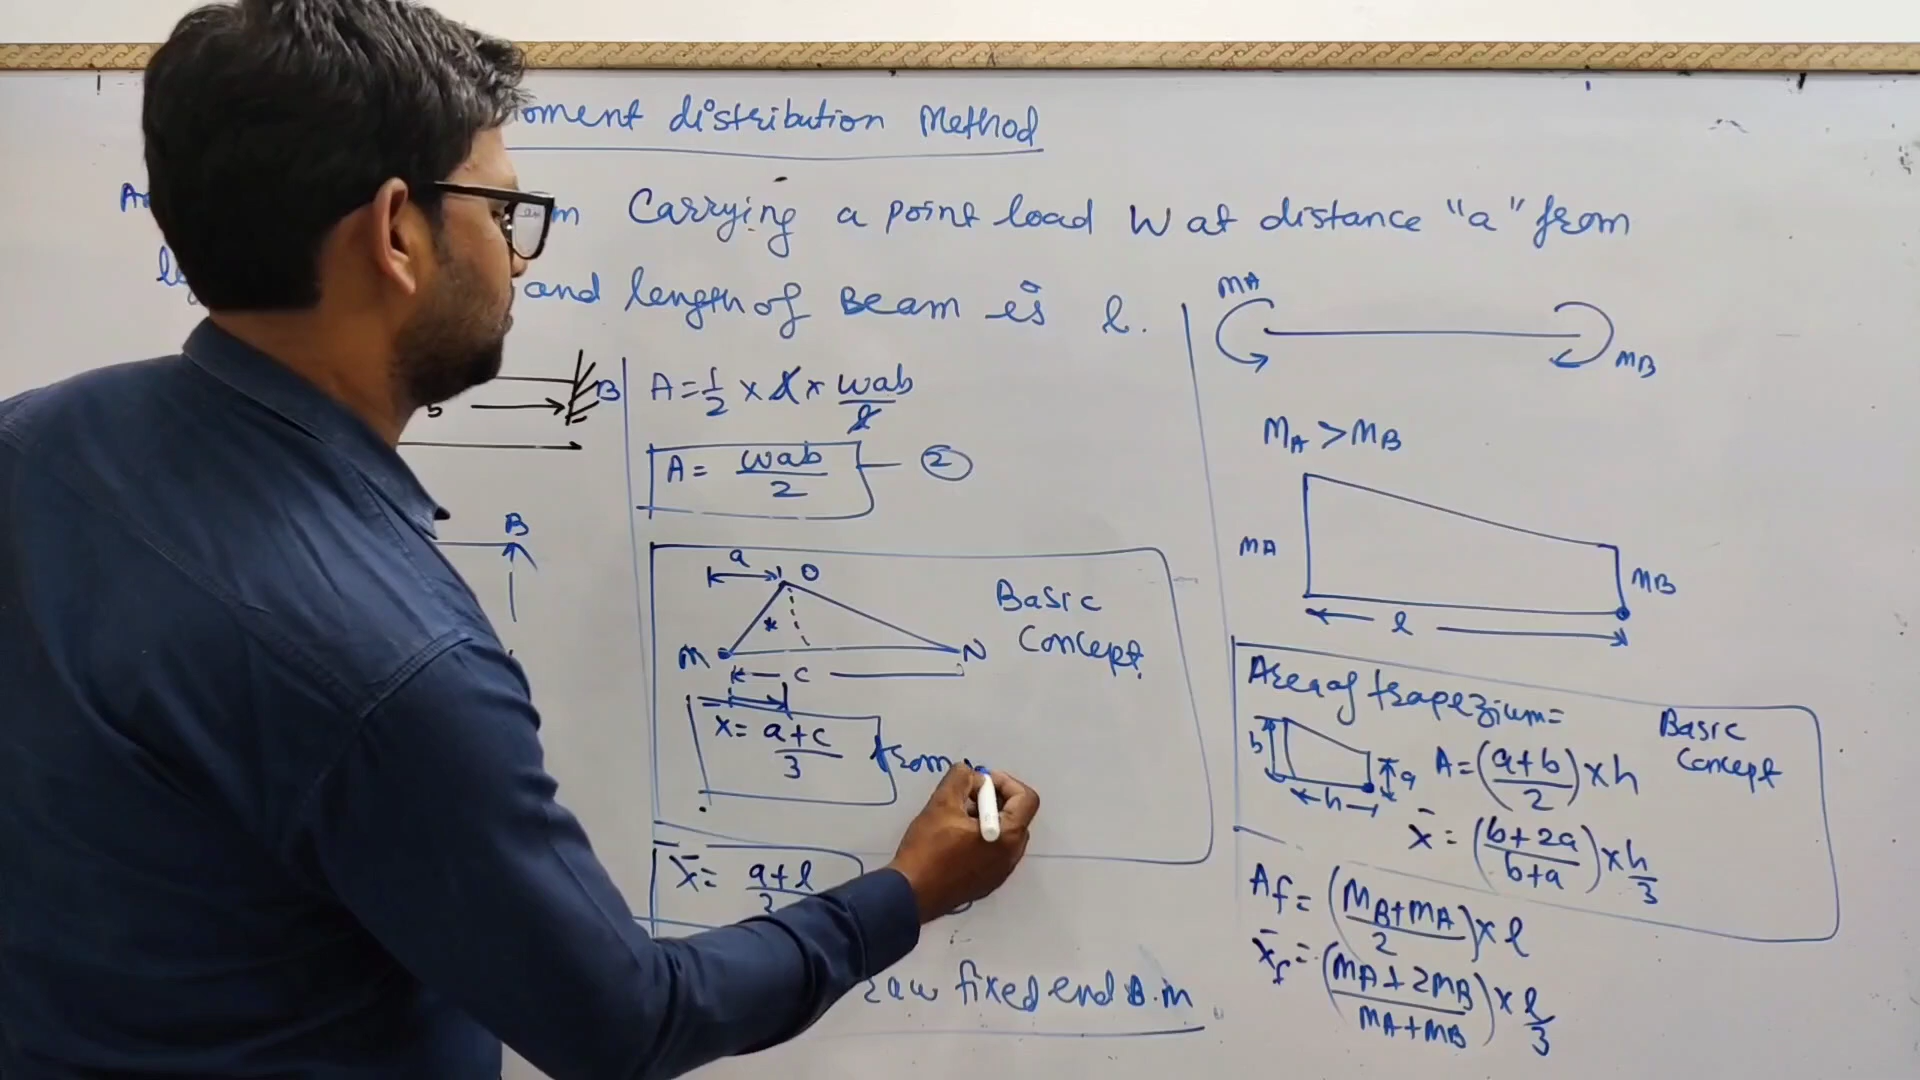 oment distribution Method
m Carrying a point load W at distance "a" from
and length of Beam is l.
B
B
A = 1/2 × l × wab/l
A = wab/2 — ②
a
O
M
N
c
Basic
Concept
x = a+c/3 from
x̄ = a+l/3
raw fixed end B.m
MA
MB
MA > MB
MA
MB
l
Area of trapezium =
Basic
Concept
b
a
h
A = (a+b/2) × h
x̄ = (b+2a/b+a) × h/3
Af = (MB+MA/2) × l
x̄f = (MA+2MB/MA+MB) × l/3